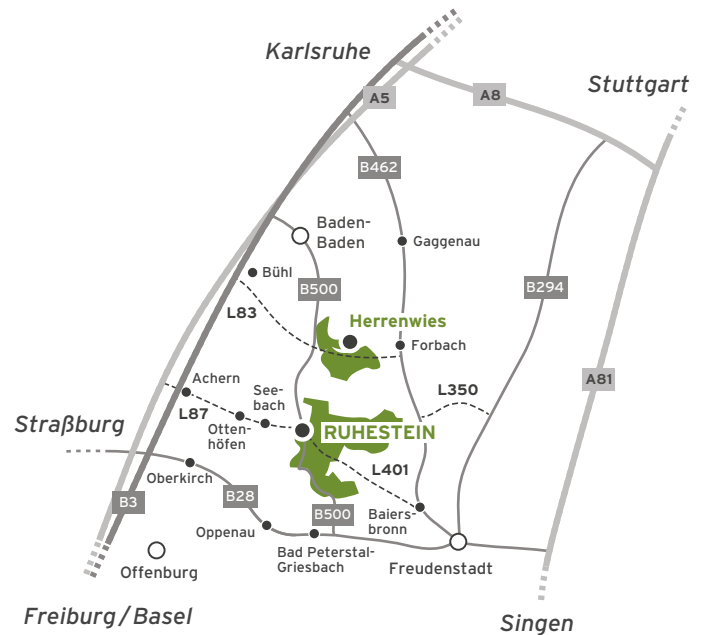 Karlsruhe
Stuttgart
A5
A8
B462
Baden-
Baden
Gaggenau
Bühl
B500
B294
L83
Herrenwies
Forbach
Achern
See-
bach
L350
A81
L87
Otten-
höfen
Straßburg
RUHESTEIN
L401
Oberkirch
B3
B28
B500
Baiers-
bronn
Oppenau
Bad Peterstal-
Griesbach
Offenburg
Freudenstadt
Freiburg/Basel
Singen